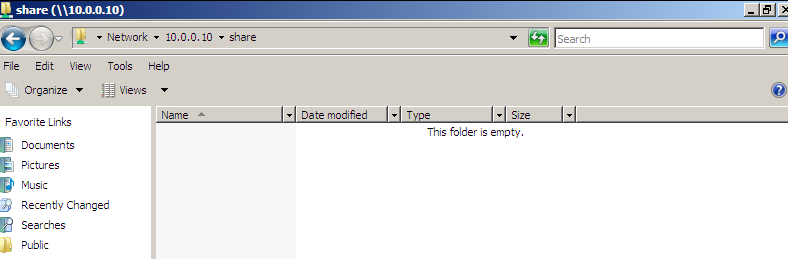 share (\\10.0.0.10)
Network 10.0.0.10 share Search
File Edit View Tools Help
Organize Views
Favorite Links
Name Date modified Type Size
This folder is empty.
Documents
Pictures
Music
Recently Changed
Searches
Public